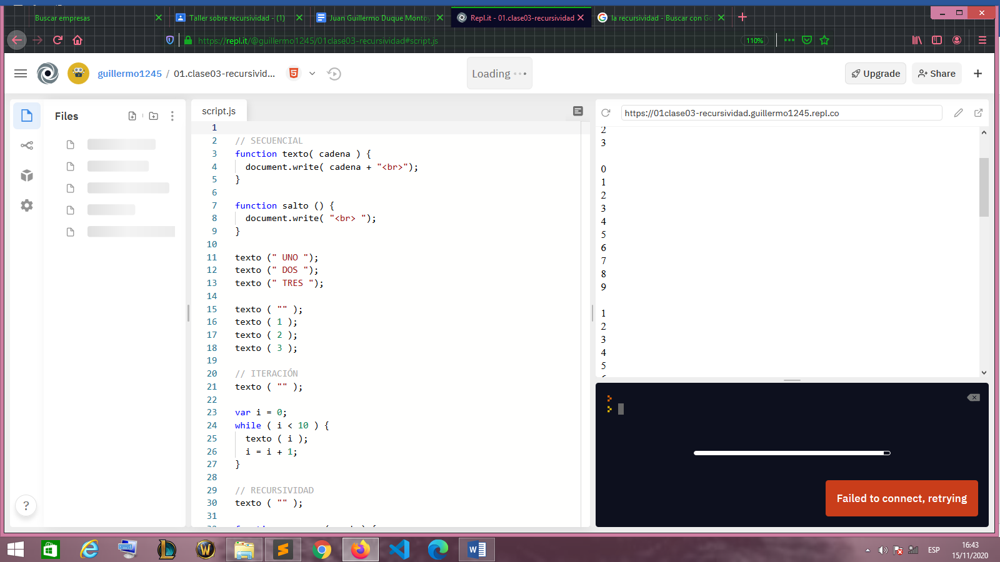 Buscar empresas
Taller sobre recursividad - (1)
Juan Guillermo Duque Montoy
Repl.it - 01.clase03-recursividad
la recursividad - Buscar con Go
https://repl.it/@guillermo1245/01clase03-recursividad#script.js
110%
guillermo1245 / 01.clase03-recursivid...
Loading
Upgrade
Share
Files
script.js
https://01clase03-recursividad.guillermo1245.repl.co
1
2 // SECUENCIAL
3 function texto( cadena ) {
4 document.write( cadena + "<br>");
5 }
6
7 function salto () {
8 document.write( "<br> ");
9 }
10
11 texto (" UNO ");
12 texto (" DOS ");
13 texto (" TRES ");
14
15 texto ( "" );
16 texto ( 1 );
17 texto ( 2 );
18 texto ( 3 );
19
20 // ITERACIÓN
21 texto ( "" );
22
23 var i = 0;
24 while ( i < 10 ) {
25 texto ( i );
26 i = i + 1;
27 }
28
29 // RECURSIVIDAD
30 texto ( "" );
31
2
3
0
1
2
3
4
5
6
7
8
9
1
2
3
4
5
Failed to connect, retrying
?
ESP
16:43
15/11/2020